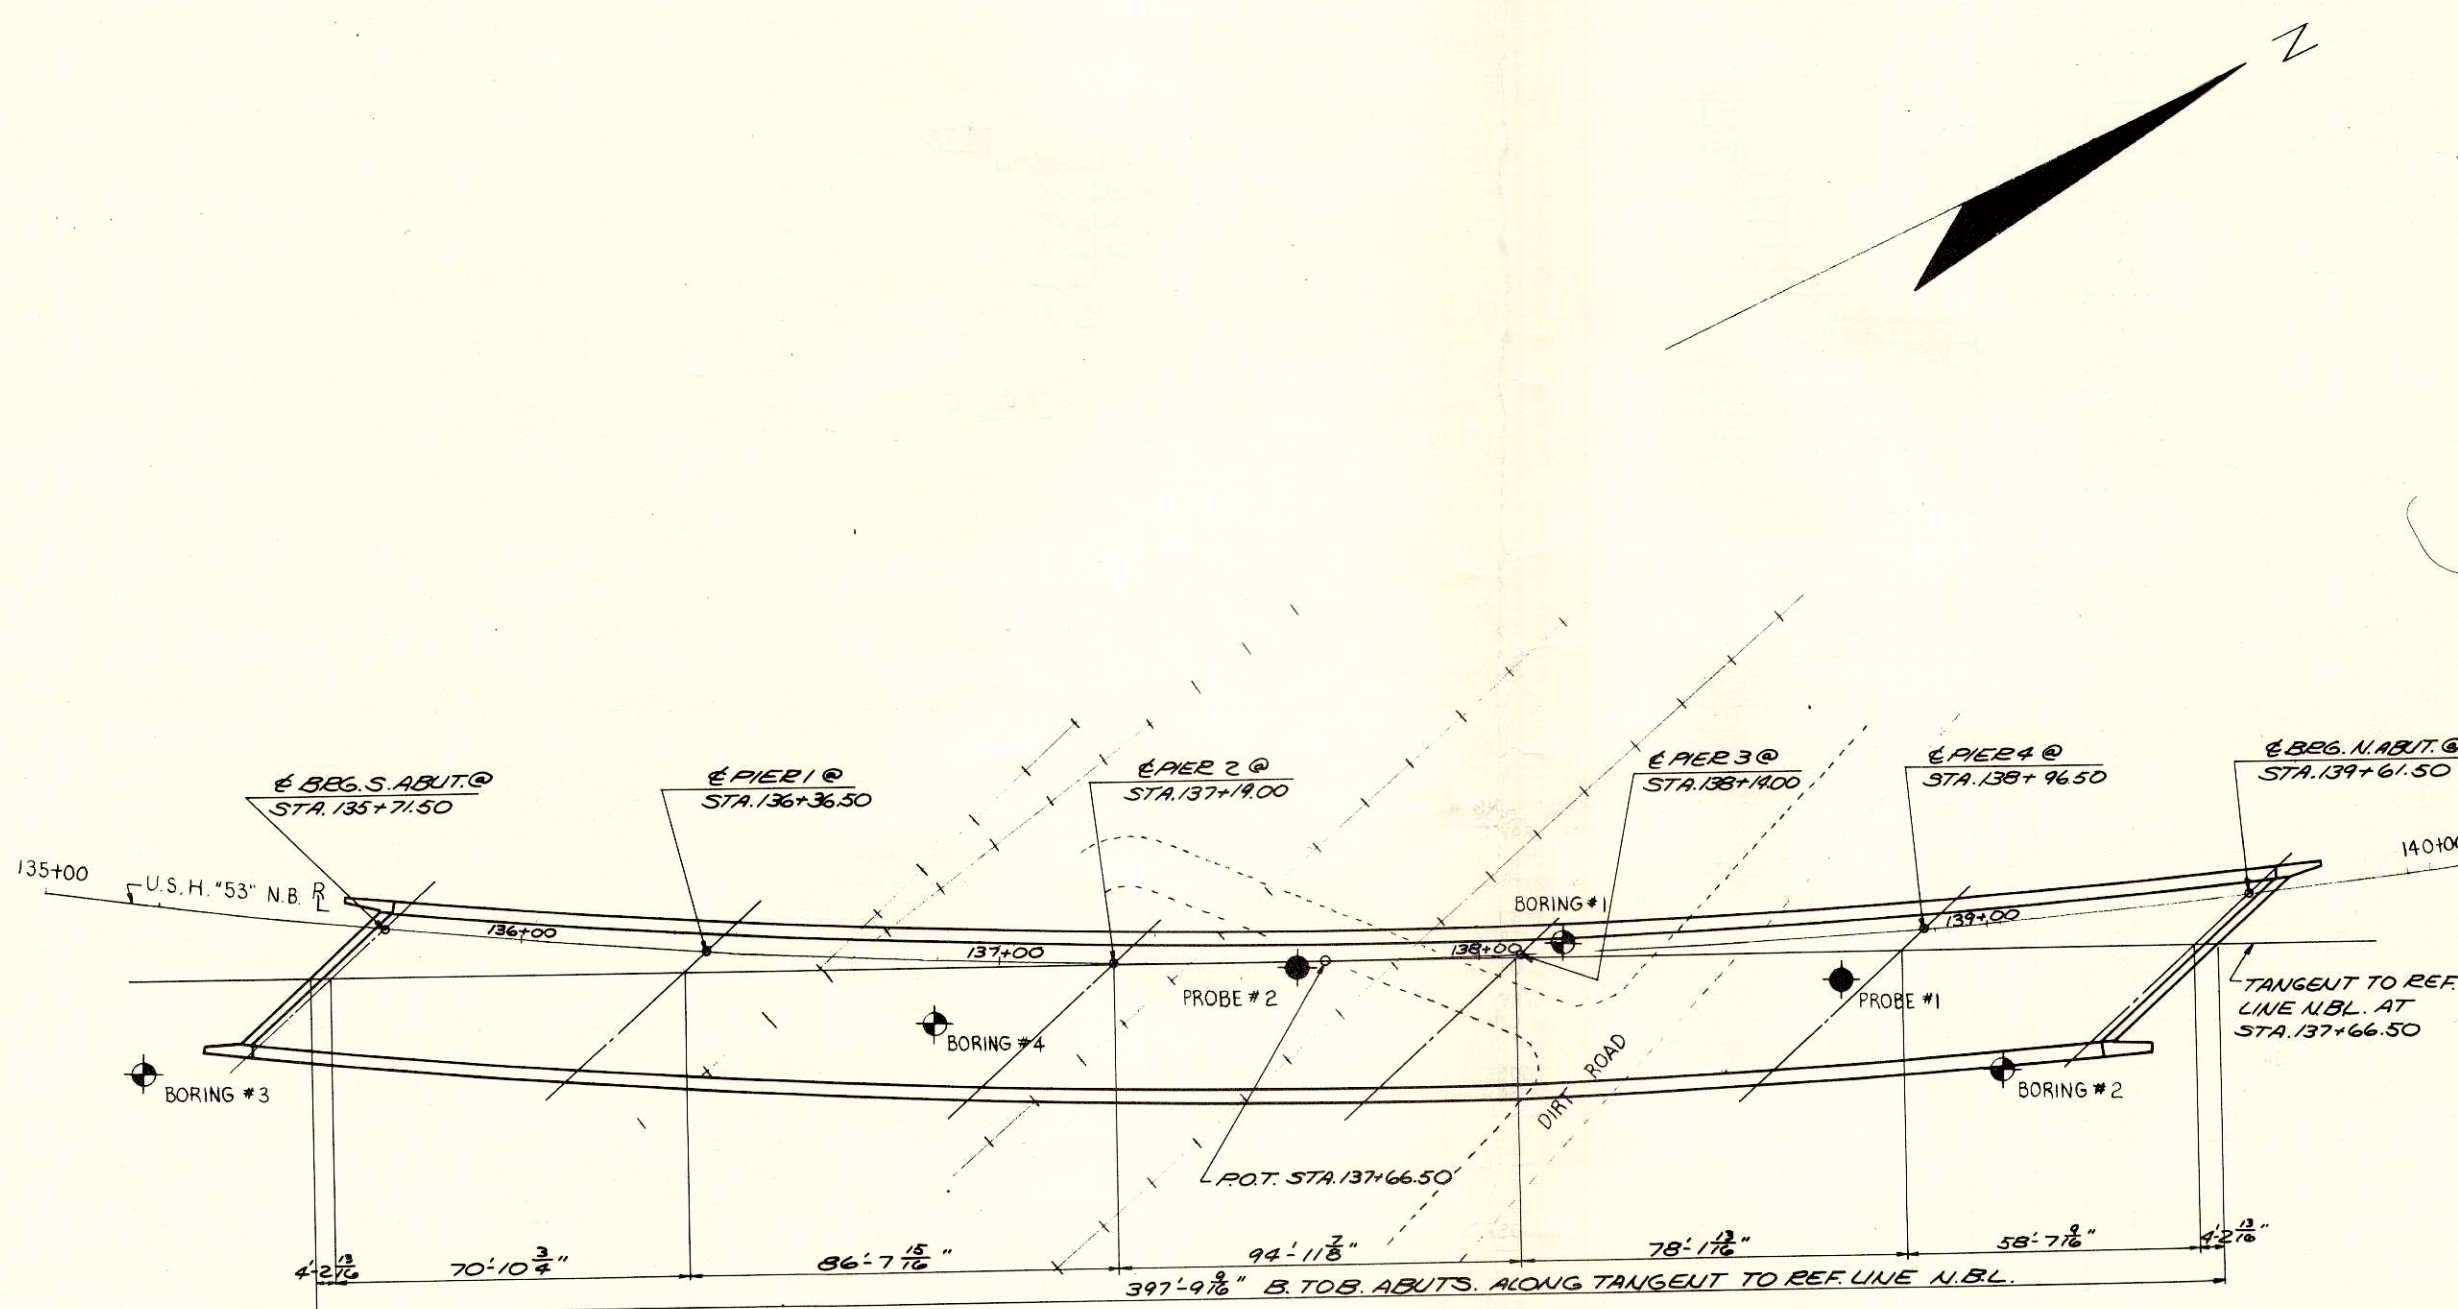 N
℄ BRG. S. ABUT. @
STA. 135+71.50
℄ PIER 1 @
STA. 136+36.50
℄ PIER 2 @
STA. 137+19.00
℄ PIER 3 @
STA. 138+14.00
℄ PIER 4 @
STA. 138+96.50
℄ BRG. N. ABUT. @
STA. 139+61.50
135+00
U.S.H. "53" N.B. R/L
136+00
137+00
138+00
139+00
140+00
BORING #1
PROBE #2
PROBE #1
BORING #4
BORING #3
BORING #2
TANGENT TO REF.
LINE N.B.L. AT
STA. 137+66.50
DIRT ROAD
P.O.T. STA. 137+66.50
4'-2 13/16
70'-10 3/4"
86'-7 15/16"
94'-11 7/8"
78'-1 13/16"
58'-7 9/16"
4'-2 13/16"
397'-9 9/16" B. TO B. ABUTS. ALONG TANGENT TO REF. LINE N.B.L.